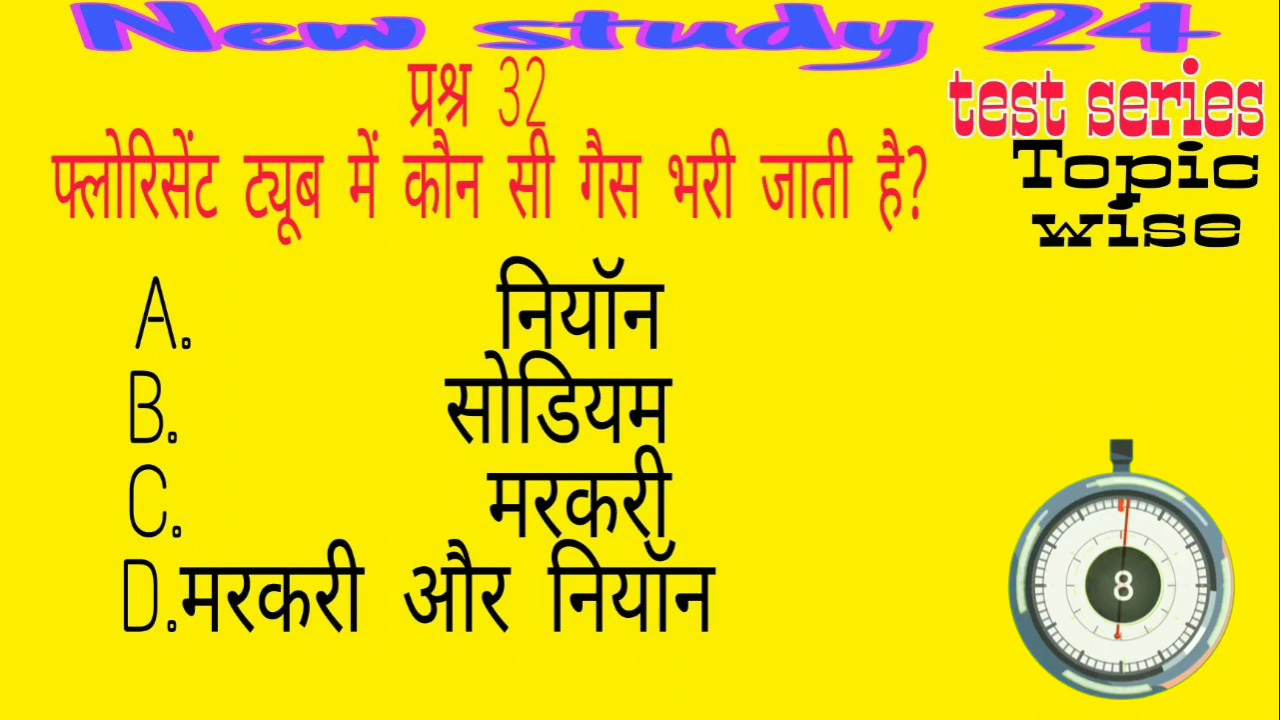 New study 24
test series
Topic
wise
प्रश्न 32
फ्लोरिसेंट ट्यूब में कौन सी गैस भरी जाती है?
A. नियॉन
B. सोडियम
C. मरकरी
D.मरकरी और नियॉन
8